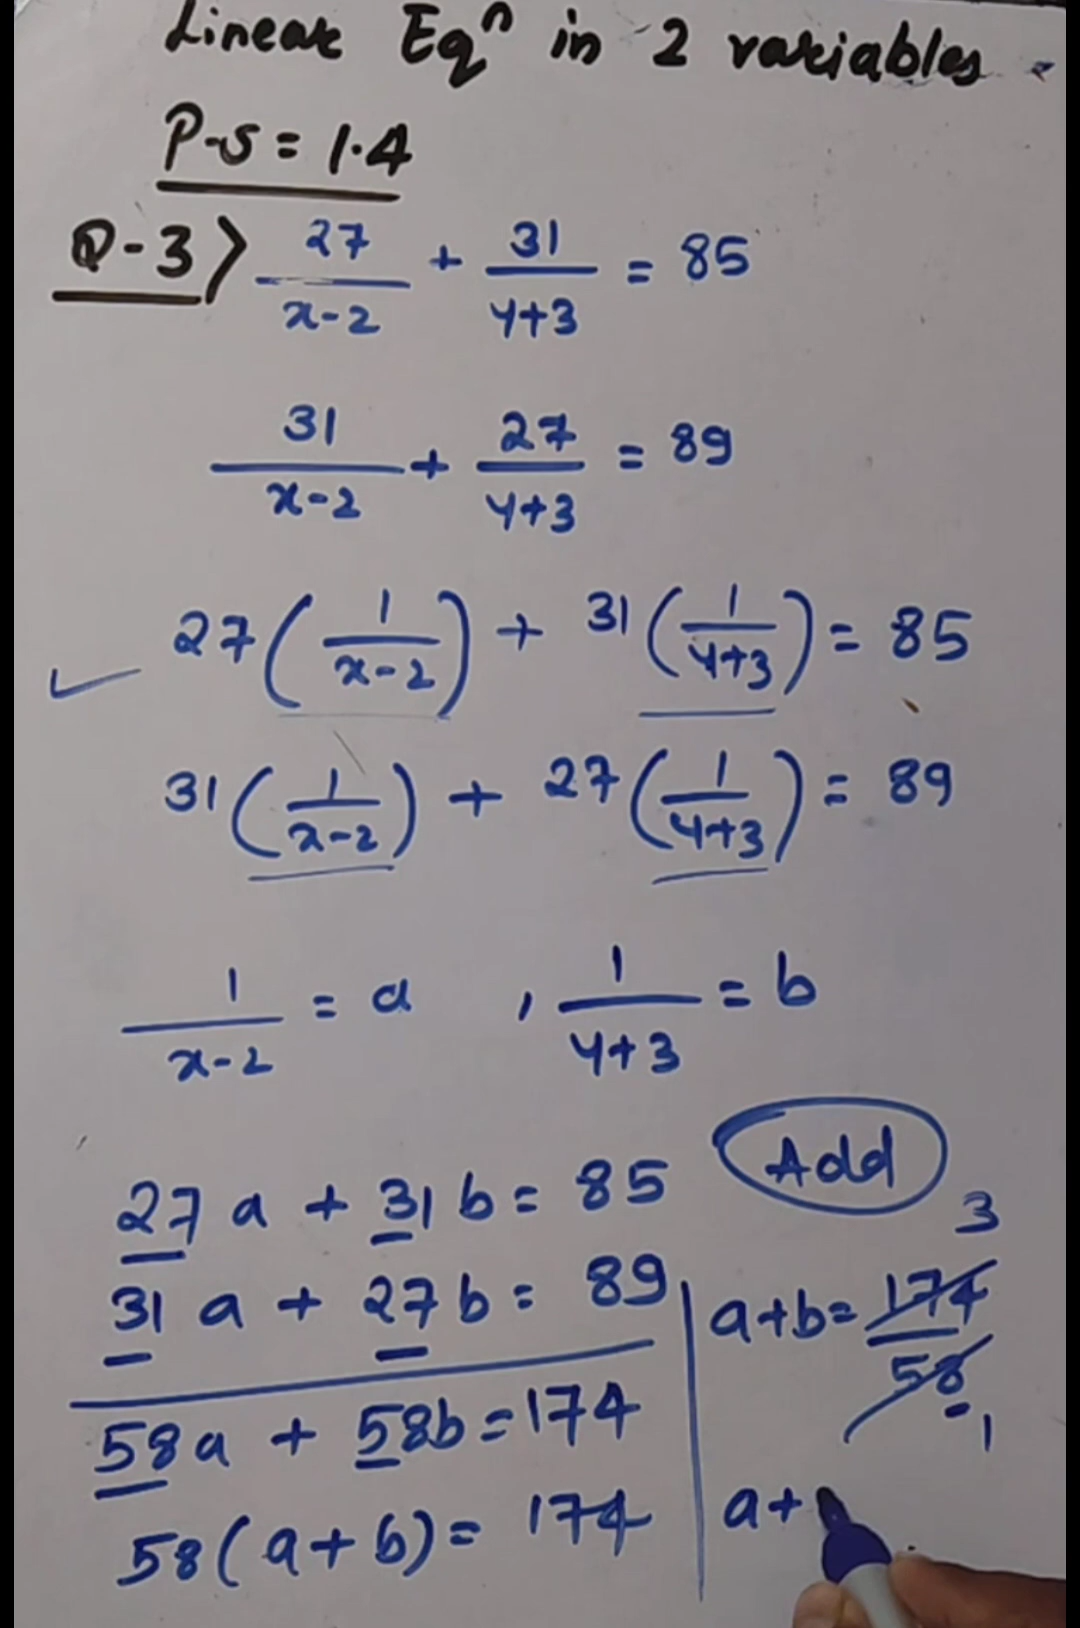 Linear Eqⁿ in 2 variables
P-S = 1.4
Q-3> 27/(x-2) + 31/(y+3) = 85
31/(x-2) + 27/(y+3) = 89
27(1/(x-2)) + 31(1/(y+3)) = 85
31(1/(x-2)) + 27(1/(y+3)) = 89
1/(x-2) = a , 1/(y+3) = b
Add
27a + 31b = 85
31a + 27b = 89
58a + 58b = 174
58(a+b) = 174
3
a+b = 174/58
1
a+